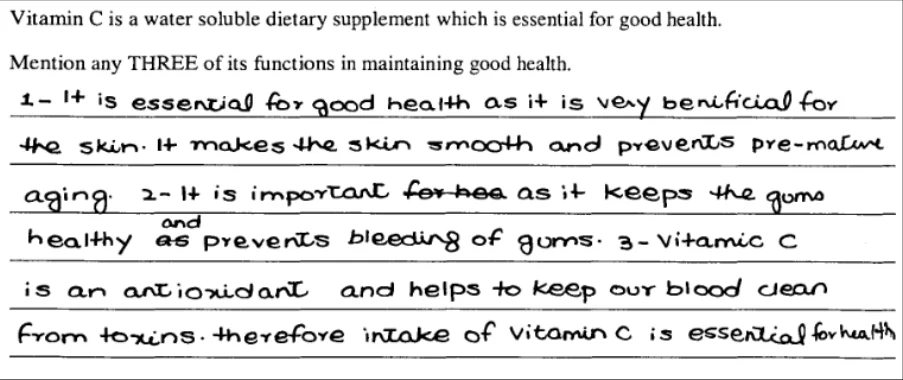 Vitamin C is a water soluble dietary supplement which is essential for good health.
Mention any THREE of its functions in maintaining good health.
1- It is essential for good health as it is very benificial for
the skin. It makes the skin smooth and prevents pre-mature
aging. 2- It is important for hea as it keeps the gums
and
healthy as prevents bleeding of gums. 3- Vitamic C
is an antioxidant and helps to keep our blood clean
from toxins. therefore intake of Vitamin C is essential for health